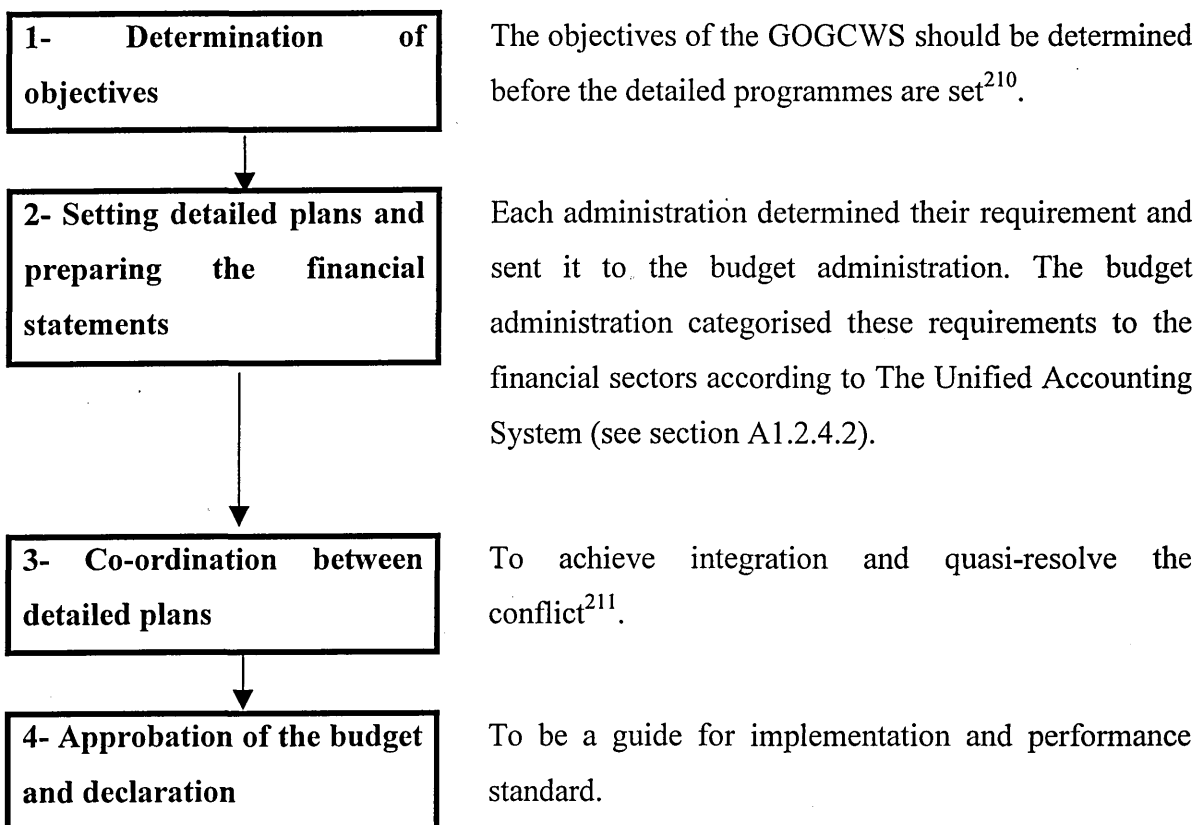 1- Determination of
objectives
The objectives of the GOGCWS should be determined
before the detailed programmes are set210.
2- Setting detailed plans and
preparing the financial
statements
Each administration determined their requirement and
sent it to the budget administration. The budget
administration categorised these requirements to the
financial sectors according to The Unified Accounting
System (see section A1.2.4.2).
3- Co-ordination between
detailed plans
To achieve integration and quasi-resolve the
conflict211.
4- Approbation of the budget
and declaration
To be a guide for implementation and performance
standard.